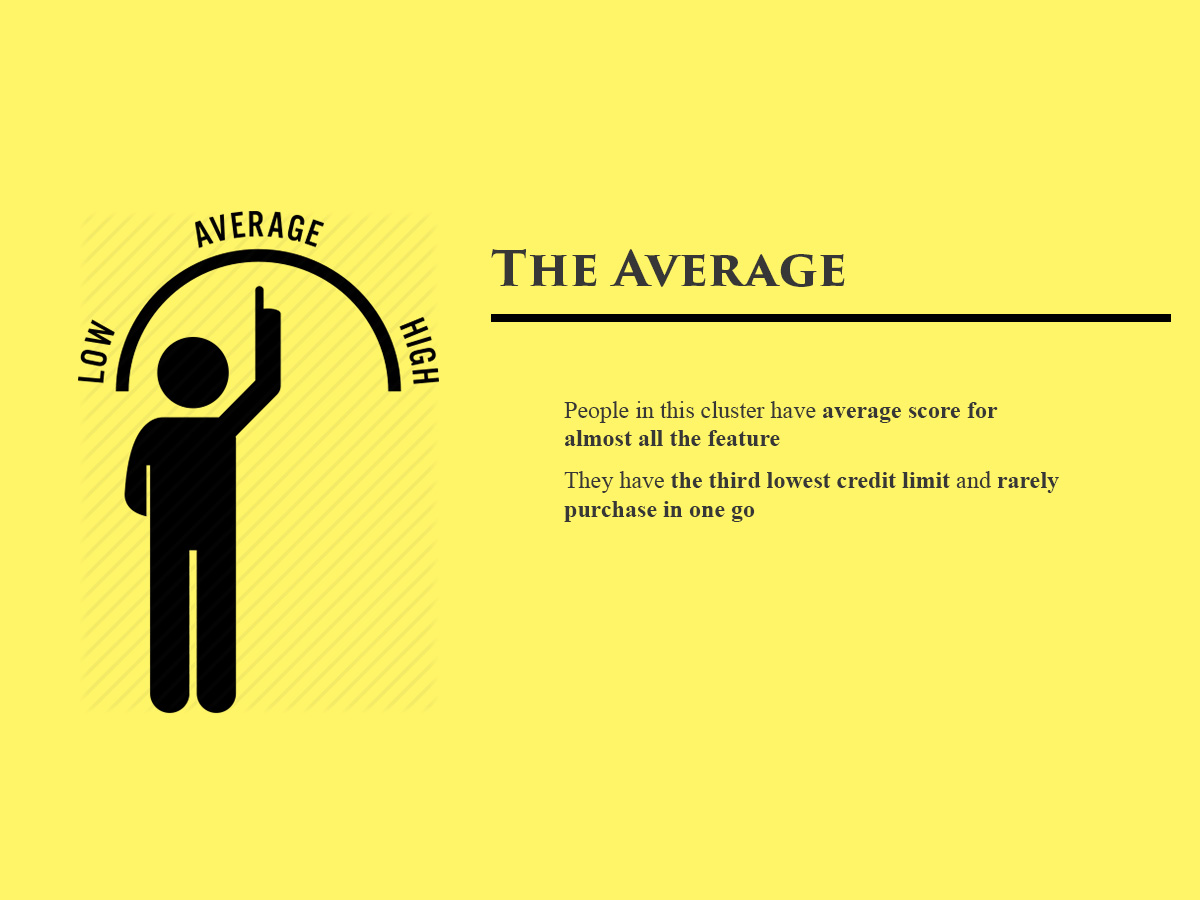 AVERAGE
LOW
HIGH
THE AVERAGE
People in this cluster have average score for
almost all the feature
They have the third lowest credit limit and rarely
purchase in one go